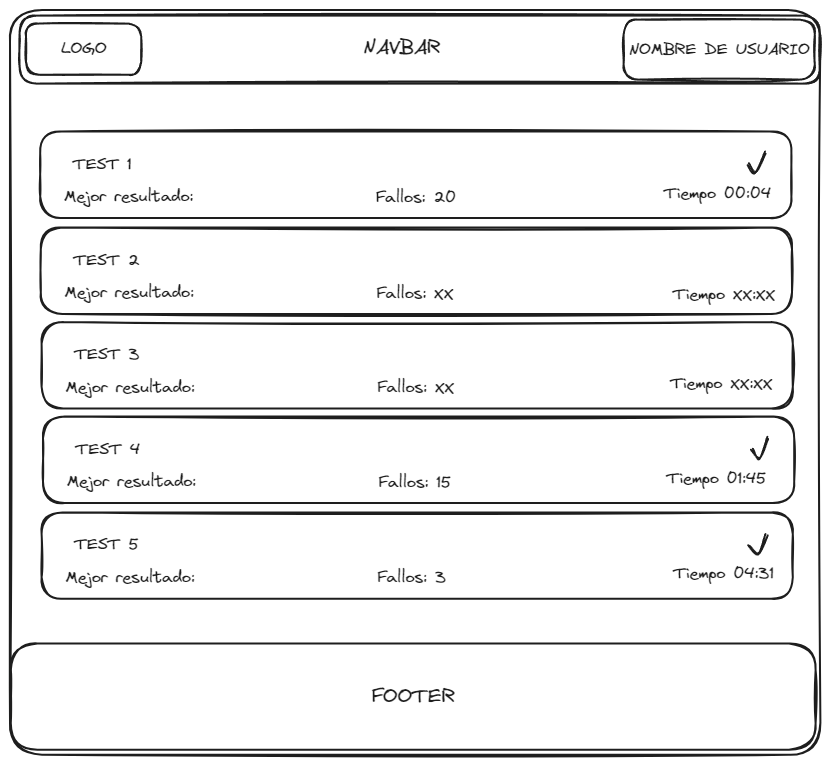 LOGO
NAVBAR
NOMBRE DE USUARIO
TEST 1
Mejor resultado: Fallos: 20 Tiempo 00:04
TEST 2
Mejor resultado: Fallos: XX Tiempo XX:XX
TEST 3
Mejor resultado: Fallos: XX Tiempo XX:XX
TEST 4
Mejor resultado: Fallos: 15 Tiempo 01:45
TEST 5
Mejor resultado: Fallos: 3 Tiempo 04:31
FOOTER